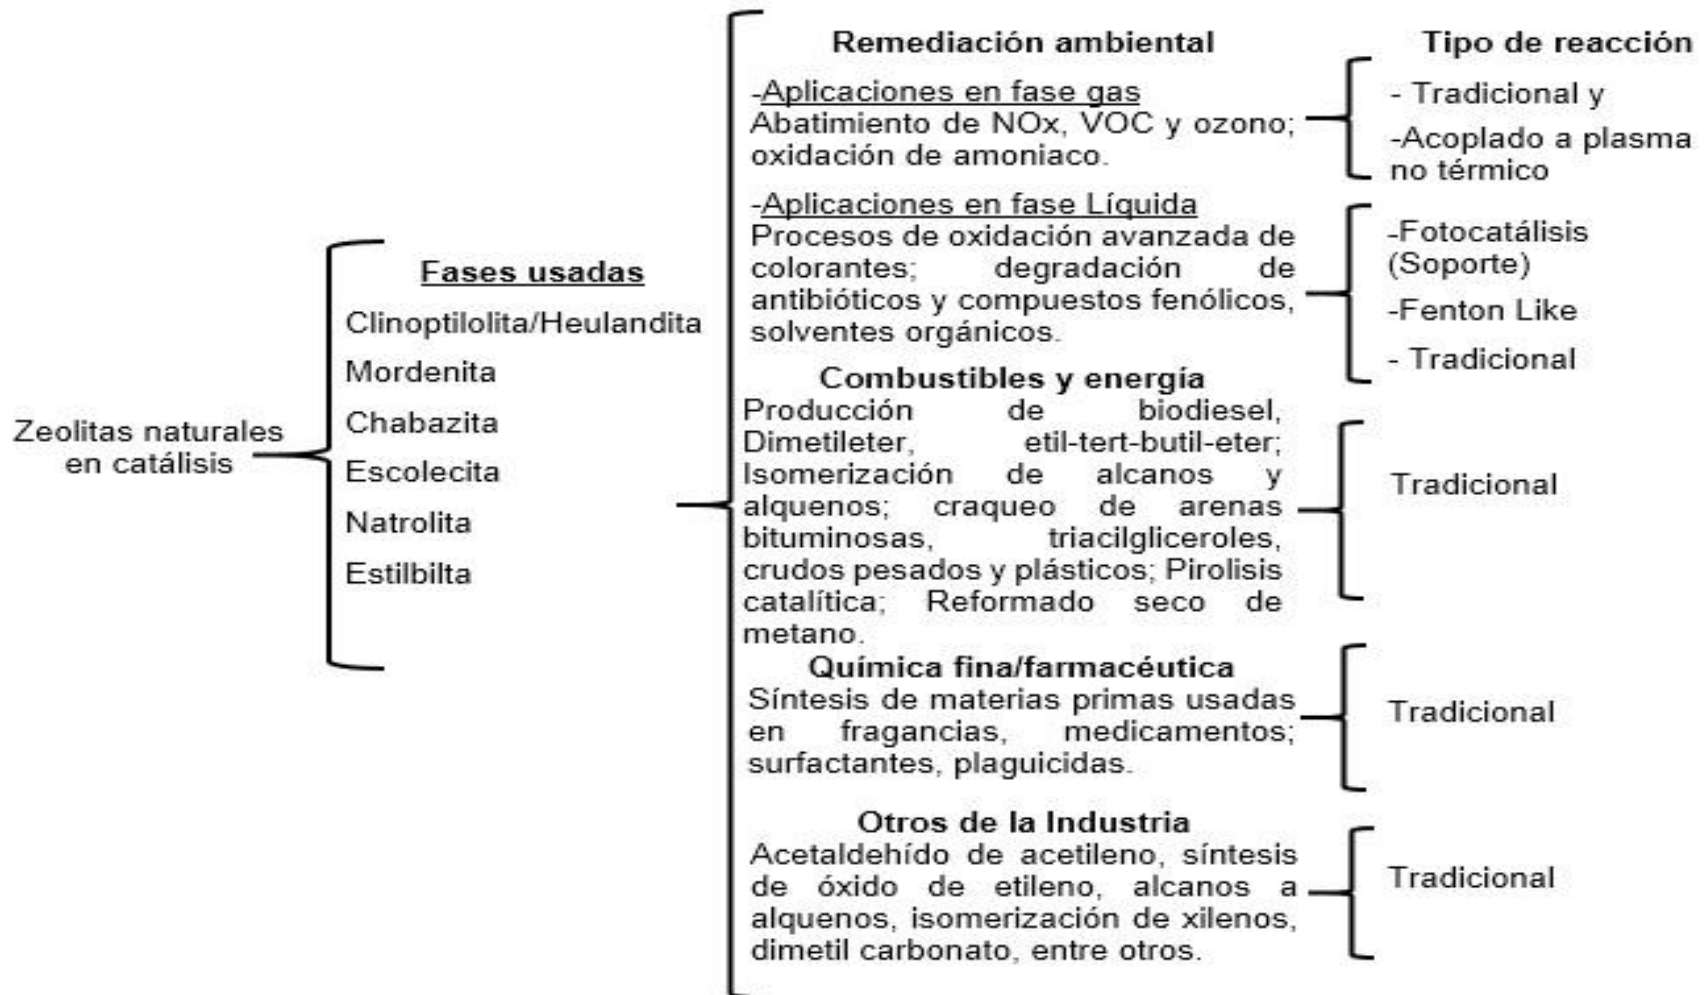 Zeolitas naturales
en catálisis
Fases usadas
Clinoptilolita/Heulandita
Mordenita
Chabazita
Escolecita
Natrolita
Estilbilta
Remediación ambiental
-Aplicaciones en fase gas
Abatimiento de NOx, VOC y ozono;
oxidación de amoniaco.
-Aplicaciones en fase Líquida
Procesos de oxidación avanzada de
colorantes; degradación de
antibióticos y compuestos fenólicos,
solventes orgánicos.
Combustibles y energía
Producción de biodiesel,
Dimetileter, etil-tert-butil-eter;
Isomerización de alcanos y
alquenos; craqueo de arenas
bituminosas, triacilgliceroles,
crudos pesados y plásticos; Pirolisis
catalítica; Reformado seco de
metano.
Química fina/farmacéutica
Síntesis de materias primas usadas
en fragancias, medicamentos;
surfactantes, plaguicidas.
Otros de la Industria
Acetaldehído de acetileno, síntesis
de óxido de etileno, alcanos a
alquenos, isomerización de xilenos,
dimetil carbonato, entre otros.
Tipo de reacción
- Tradicional y
-Acoplado a plasma
no térmico
-Fotocatálisis
(Soporte)
-Fenton Like
- Tradicional
Tradicional
Tradicional
Tradicional